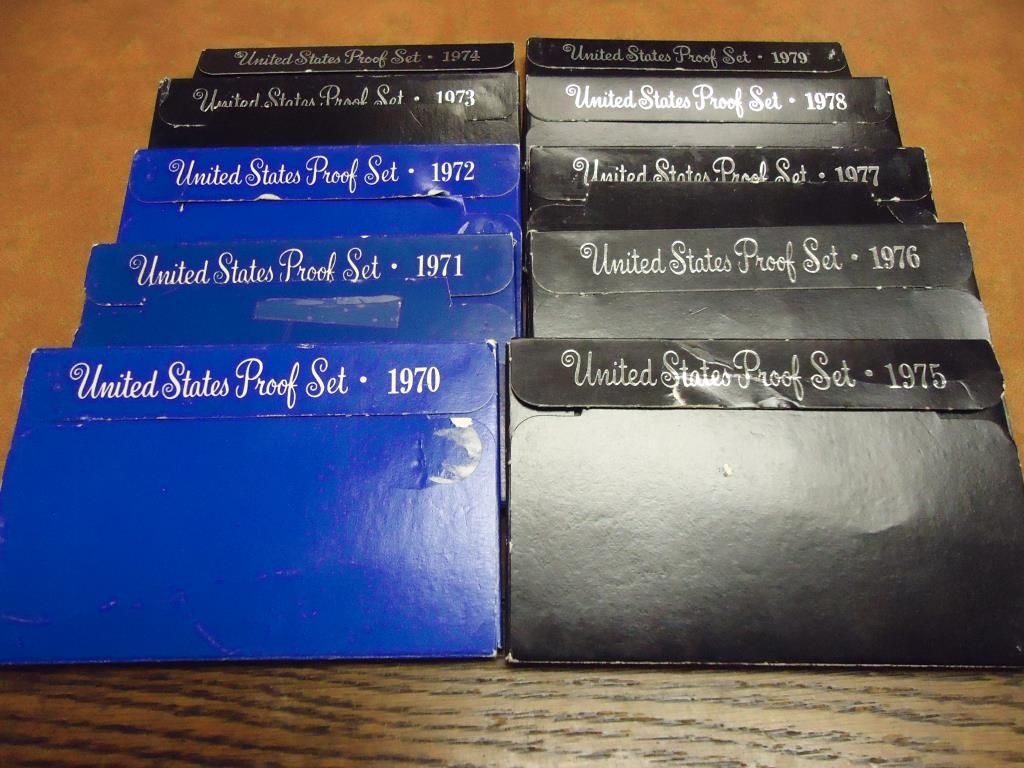 United States Proof Set · 1974
United States Proof Set · 1973
United States Proof Set · 1972
United States Proof Set · 1971
United States Proof Set · 1970
United States Proof Set · 1979
United States Proof Set · 1978
United States Proof Set · 1977
United States Proof Set · 1976
United States Proof Set · 1975